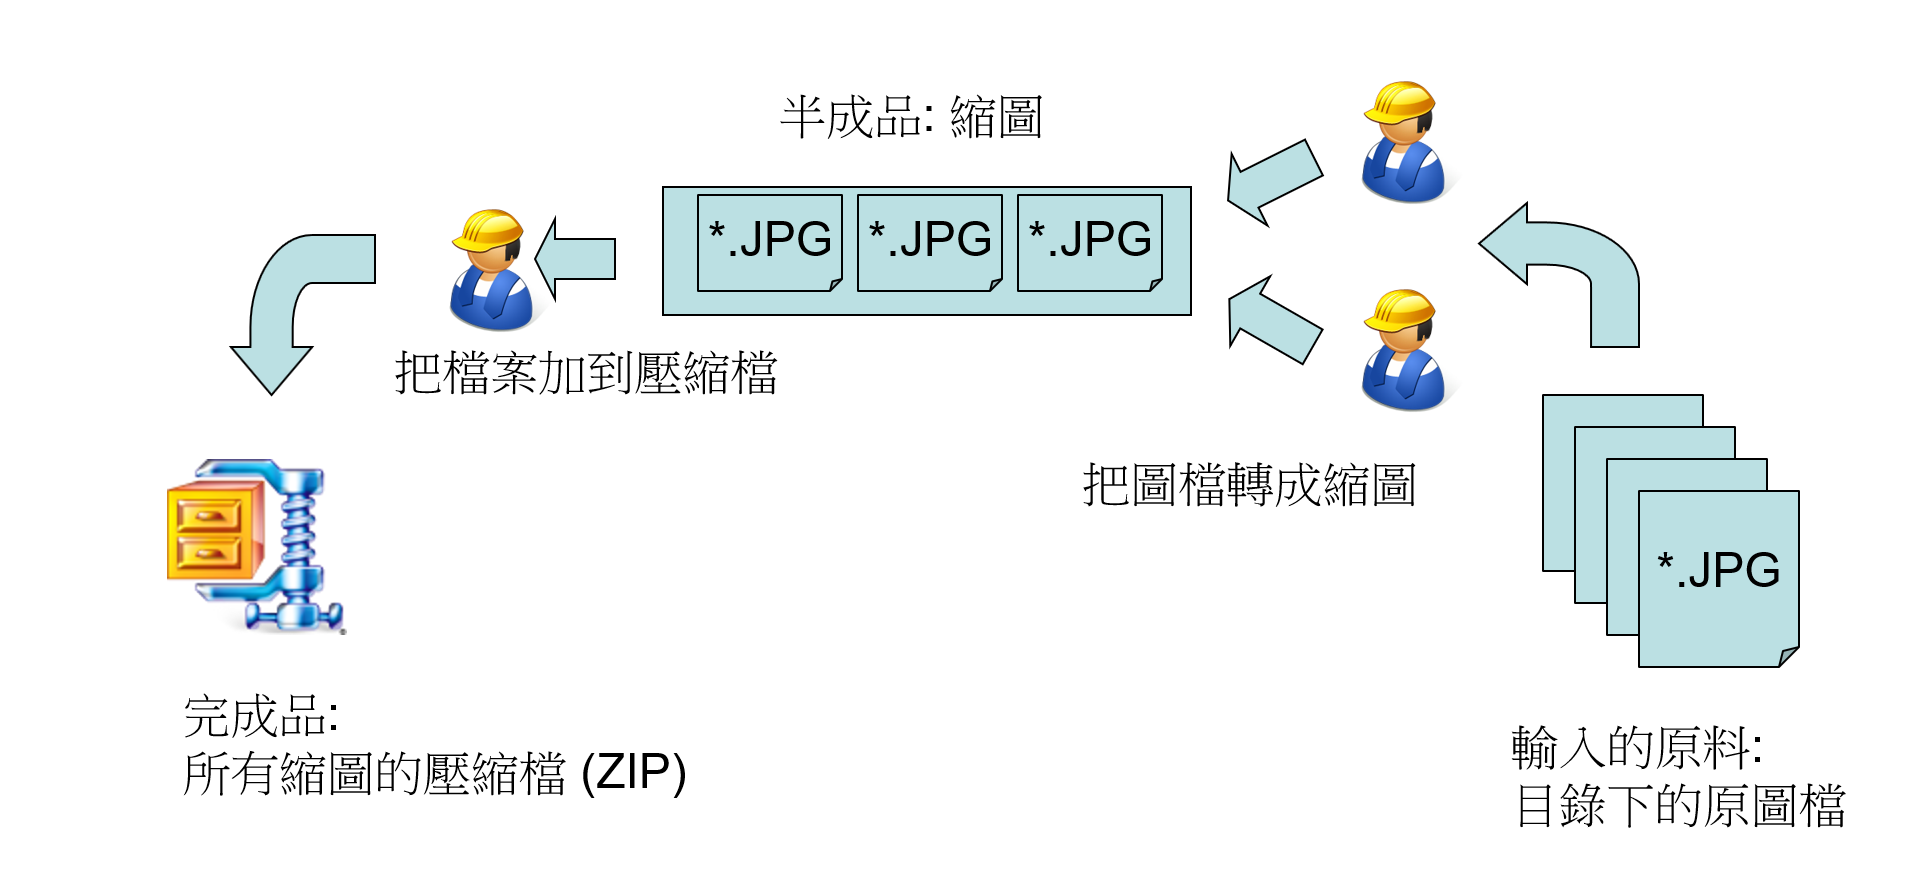 半成品: 縮圖
*.JPG *.JPG *.JPG
把檔案加到壓縮檔
把圖檔轉成縮圖
*.JPG
完成品:
所有縮圖的壓縮檔 (ZIP)
輸入的原料:
目錄下的原圖檔